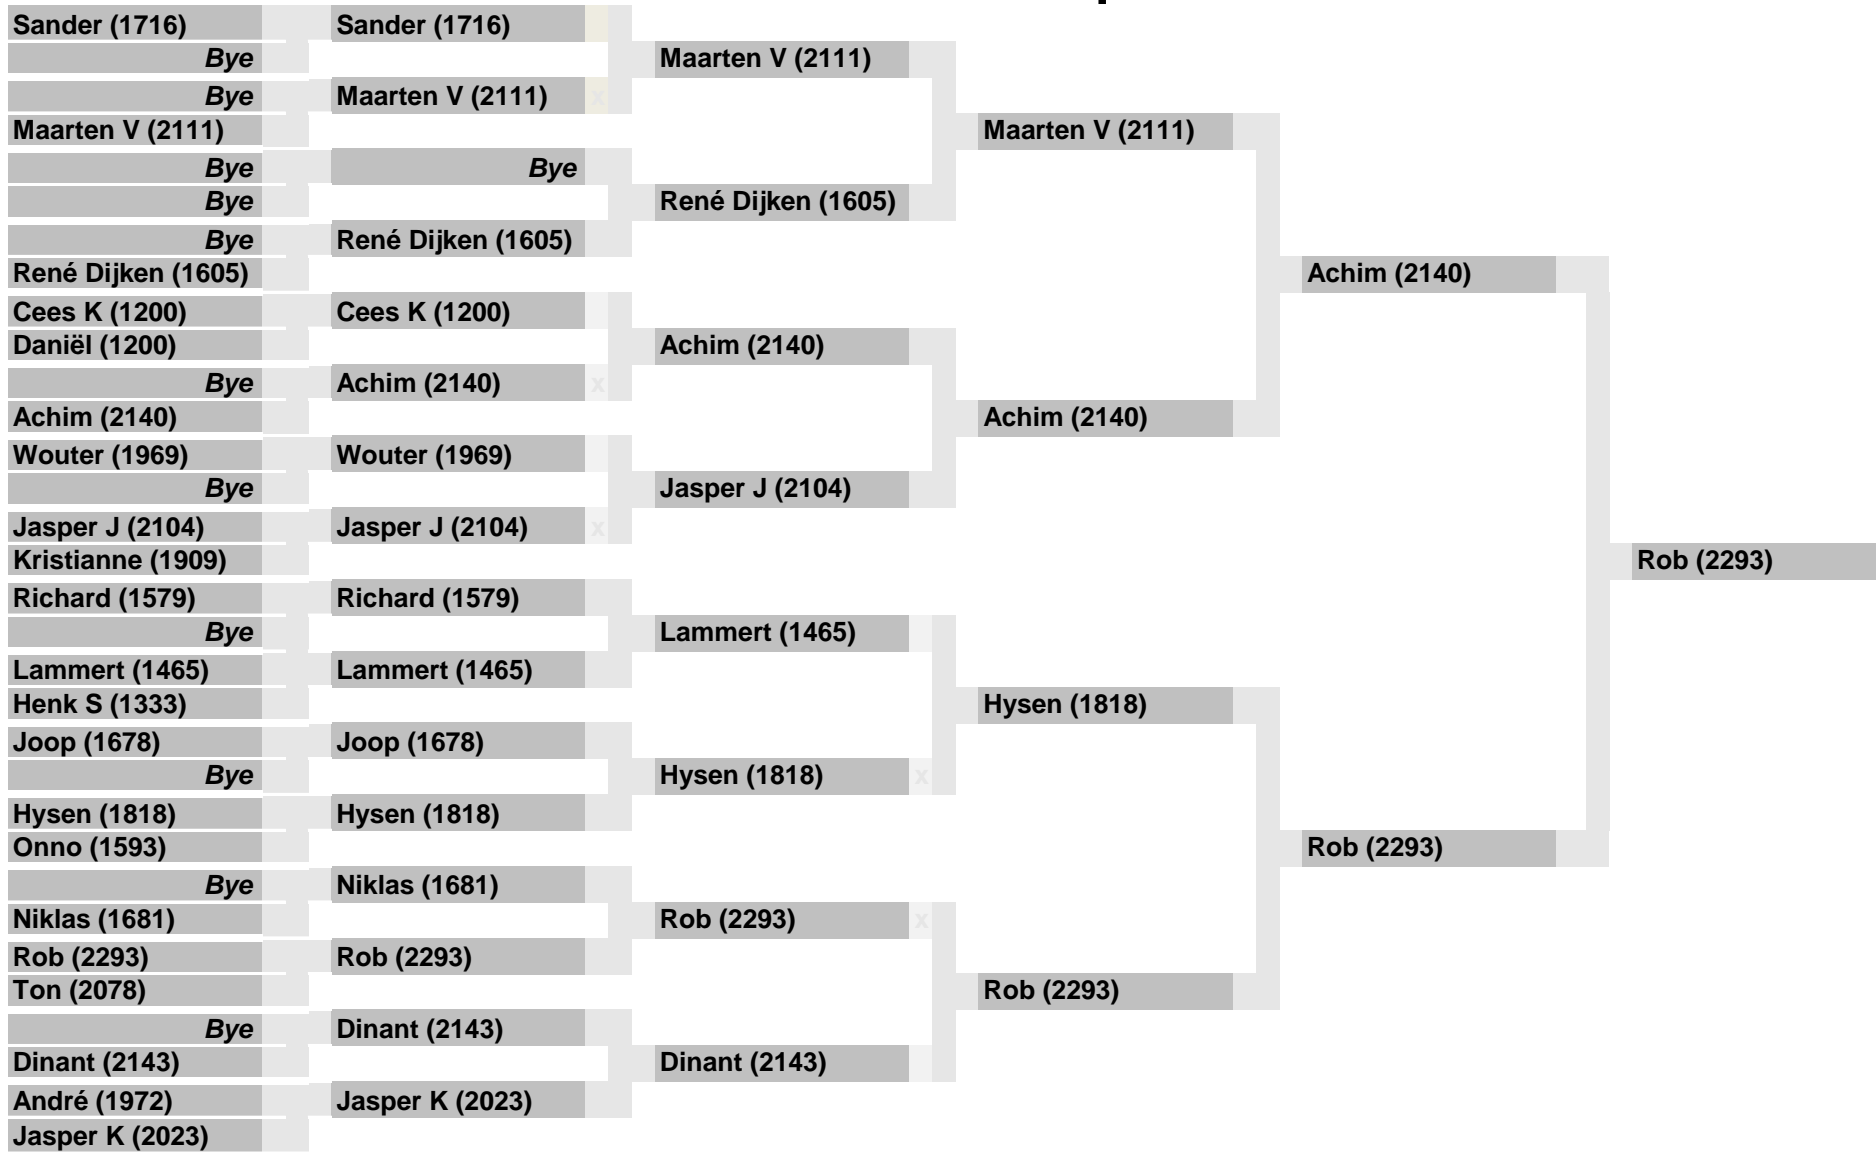 Sander (1716)
Sander (1716)
Bye
Maarten V (2111)
Bye
Maarten V (2111)
x
Maarten V (2111)
Maarten V (2111)
Bye
Bye
Bye
René Dijken (1605)
Bye
René Dijken (1605)
René Dijken (1605)
Achim (2140)
Cees K (1200)
Cees K (1200)
Daniël (1200)
Achim (2140)
Bye
Achim (2140)
x
Achim (2140)
Achim (2140)
Wouter (1969)
Wouter (1969)
Bye
Jasper J (2104)
Jasper J (2104)
Jasper J (2104)
x
Kristianne (1909)
Rob (2293)
Richard (1579)
Richard (1579)
Bye
Lammert (1465)
Lammert (1465)
Lammert (1465)
Henk S (1333)
Hysen (1818)
Joop (1678)
Joop (1678)
Bye
Hysen (1818)
x
Hysen (1818)
Hysen (1818)
Onno (1593)
Rob (2293)
Bye
Niklas (1681)
Niklas (1681)
Rob (2293)
x
Rob (2293)
Rob (2293)
Ton (2078)
Rob (2293)
Bye
Dinant (2143)
Dinant (2143)
Dinant (2143)
André (1972)
Jasper K (2023)
Jasper K (2023)